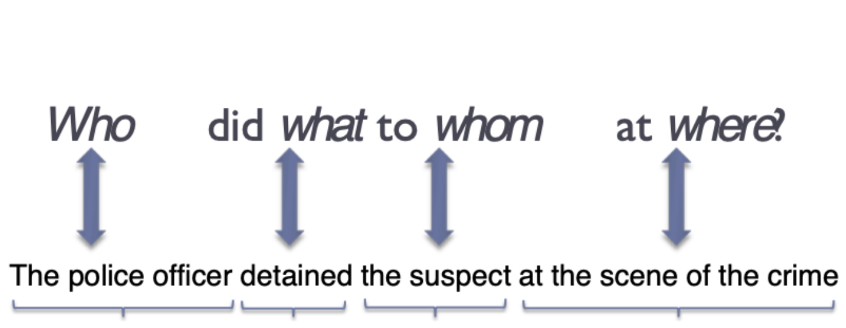 Who did what to whom at where?
The police officer detained the suspect at the scene of the crime